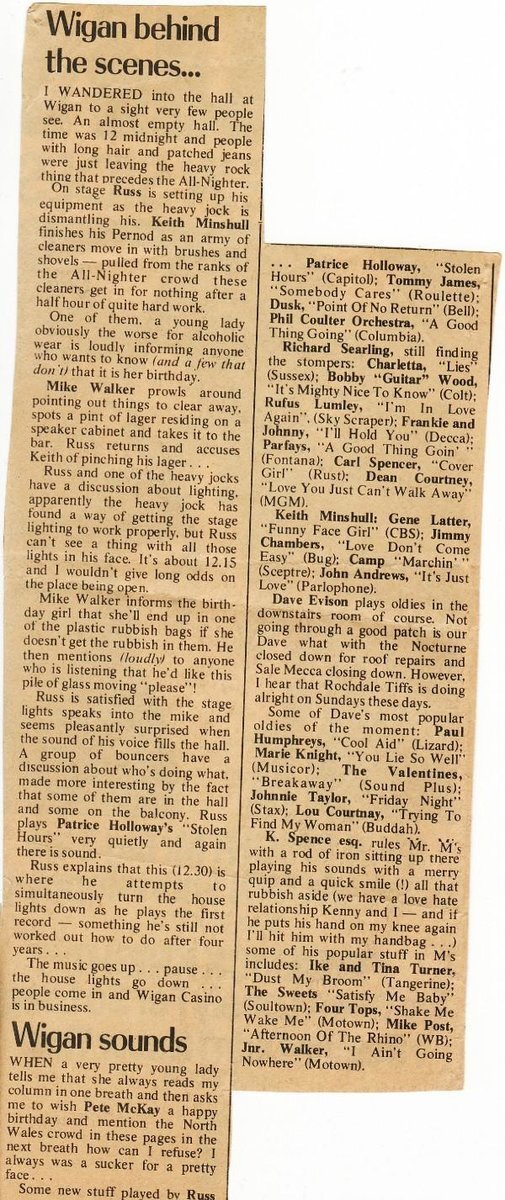 Wigan behind
the scenes...
I WANDERED into the hall at
Wigan to a sight very few people
see. An almost empty hall. The
time was 12 midnight and people
with long hair and patched jeans
were just leaving the heavy rock
thing that precedes the All-Nighter.
On stage Russ is setting up his
equipment as the heavy jock is
dismantling his. Keith Minshull
finishes his Pernod as an army of
cleaners move in with brushes and
shovels — pulled from the ranks of
the All-Nighter crowd these
cleaners get in for nothing after a
half hour of quite hard work.
One of them, a young lady
obviously the worse for alcoholic
wear is loudly informing anyone
who wants to know (and a few that
don't) that it is her birthday.
Mike Walker prowls around
pointing out things to clear away,
spots a pint of lager residing on a
speaker cabinet and takes it to the
bar. Russ returns and accuses
Keith of pinching his lager . . .
Russ and one of the heavy jocks
have a discussion about lighting,
apparently the heavy jock has
found a way of getting the stage
lighting to work properly, but Russ
can't see a thing with all those
lights in his face. It's about 12.15
and I wouldn't give long odds on
the place being open.
Mike Walker informs the birth-
day girl that she'll end up in one
of the plastic rubbish bags if she
doesn't get the rubbish in them. He
then mentions (loudly) to anyone
who is listening that he'd like this
pile of glass moving "please"!
Russ is satisfied with the stage
lights speaks into the mike and
seems pleasantly surprised when
the sound of his voice fills the hall.
A group of bouncers have a
discussion about who's doing what,
made more interesting by the fact
that some of them are in the hall
and some on the balcony. Russ
plays Patrice Holloway's "Stolen
Hours" very quietly and again
there is sound.
Russ explains that this (12.30) is
where he attempts to
simultaneously turn the house
lights down as he plays the first
record — something he's still not
worked out how to do after four
years . . .
The music goes up . . . pause . . .
the house lights go down . . .
people come in and Wigan Casino
is in business.
Wigan sounds
WHEN a very pretty young lady
tells me that she always reads my
column in one breath and then asks
me to wish Pete McKay a happy
birthday and mention the North
Wales crowd in these pages in the
next breath how can I refuse? I
always was a sucker for a pretty
face . . .
Some new stuff played by Russ
. . . Patrice Holloway, "Stolen
Hours" (Capitol); Tommy James,
"Somebody Cares" (Roulette);
Dusk, "Point Of No Return" (Bell);
Phil Coulter Orchestra, "A Good
Thing Going" (Columbia).
Richard Searling, still finding
the stompers: Charletta, "Lies"
(Sussex); Bobby "Guitar" Wood,
"It's Mighty Nice To Know" (Colt);
Rufus Lumley, "I'm In Love
Again", (Sky Scraper); Frankie and
Johnny, "I'll Hold You" (Decca);
Parfays, "A Good Thing Goin' "
(Fontana); Carl Spencer, "Cover
Girl" (Rust); Dean Courtney,
"Love You Just Can't Walk Away"
(MGM).
Keith Minshull: Gene Latter,
"Funny Face Girl" (CBS); Jimmy
Chambers, "Love Don't Come
Easy" (Bug); Camp "Marchin' "
(Sceptre); John Andrews, "It's Just
Love" (Parlophone).
Dave Evison plays oldies in the
downstairs room of course. Not
going through a good patch is our
Dave what with the Nocturne
closed down for roof repairs and
Sale Mecca closing down. However,
I hear that Rochdale Tiffs is doing
alright on Sundays these days.
Some of Dave's most popular
oldies of the moment: Paul
Humphreys, "Cool Aid" (Lizard);
Marie Knight, "You Lie So Well"
(Musicor); The Valentines,
"Breakaway" (Sound Plus);
Johnnie Taylor, "Friday Night"
(Stax); Lou Courtnay, "Trying To
Find My Woman" (Buddah).
K. Spence esq. rules Mr. M's
with a rod of iron sitting up there
playing his sounds with a merry
quip and a quick smile (!) all that
rubbish aside (we have a love hate
relationship Kenny and I — and if
he puts his hand on my knee again
I'll hit him with my handbag . . .)
some of his popular stuff in M's
includes: Ike and Tina Turner,
"Dust My Broom" (Tangerine);
The Sweets "Satisfy Me Baby"
(Soultown); Four Tops, "Shake Me
Wake Me" (Motown); Mike Post,
"Afternoon Of The Rhino" (WB);
Jnr. Walker, "I Ain't Going
Nowhere" (Motown).